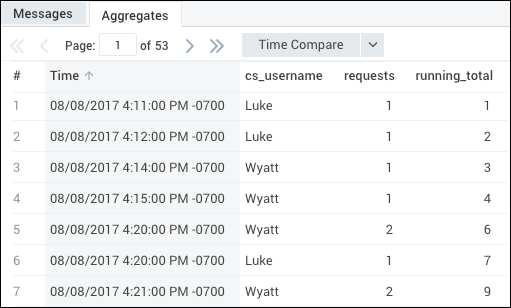 Messages Aggregates
Page: 1 of 53 Time Compare
# Time cs_username requests running_total
1 08/08/2017 4:11:00 PM -0700 Luke 1 1
2 08/08/2017 4:12:00 PM -0700 Luke 1 2
3 08/08/2017 4:14:00 PM -0700 Wyatt 1 3
4 08/08/2017 4:15:00 PM -0700 Wyatt 1 4
5 08/08/2017 4:20:00 PM -0700 Wyatt 2 6
6 08/08/2017 4:20:00 PM -0700 Luke 1 7
7 08/08/2017 4:21:00 PM -0700 Wyatt 2 9